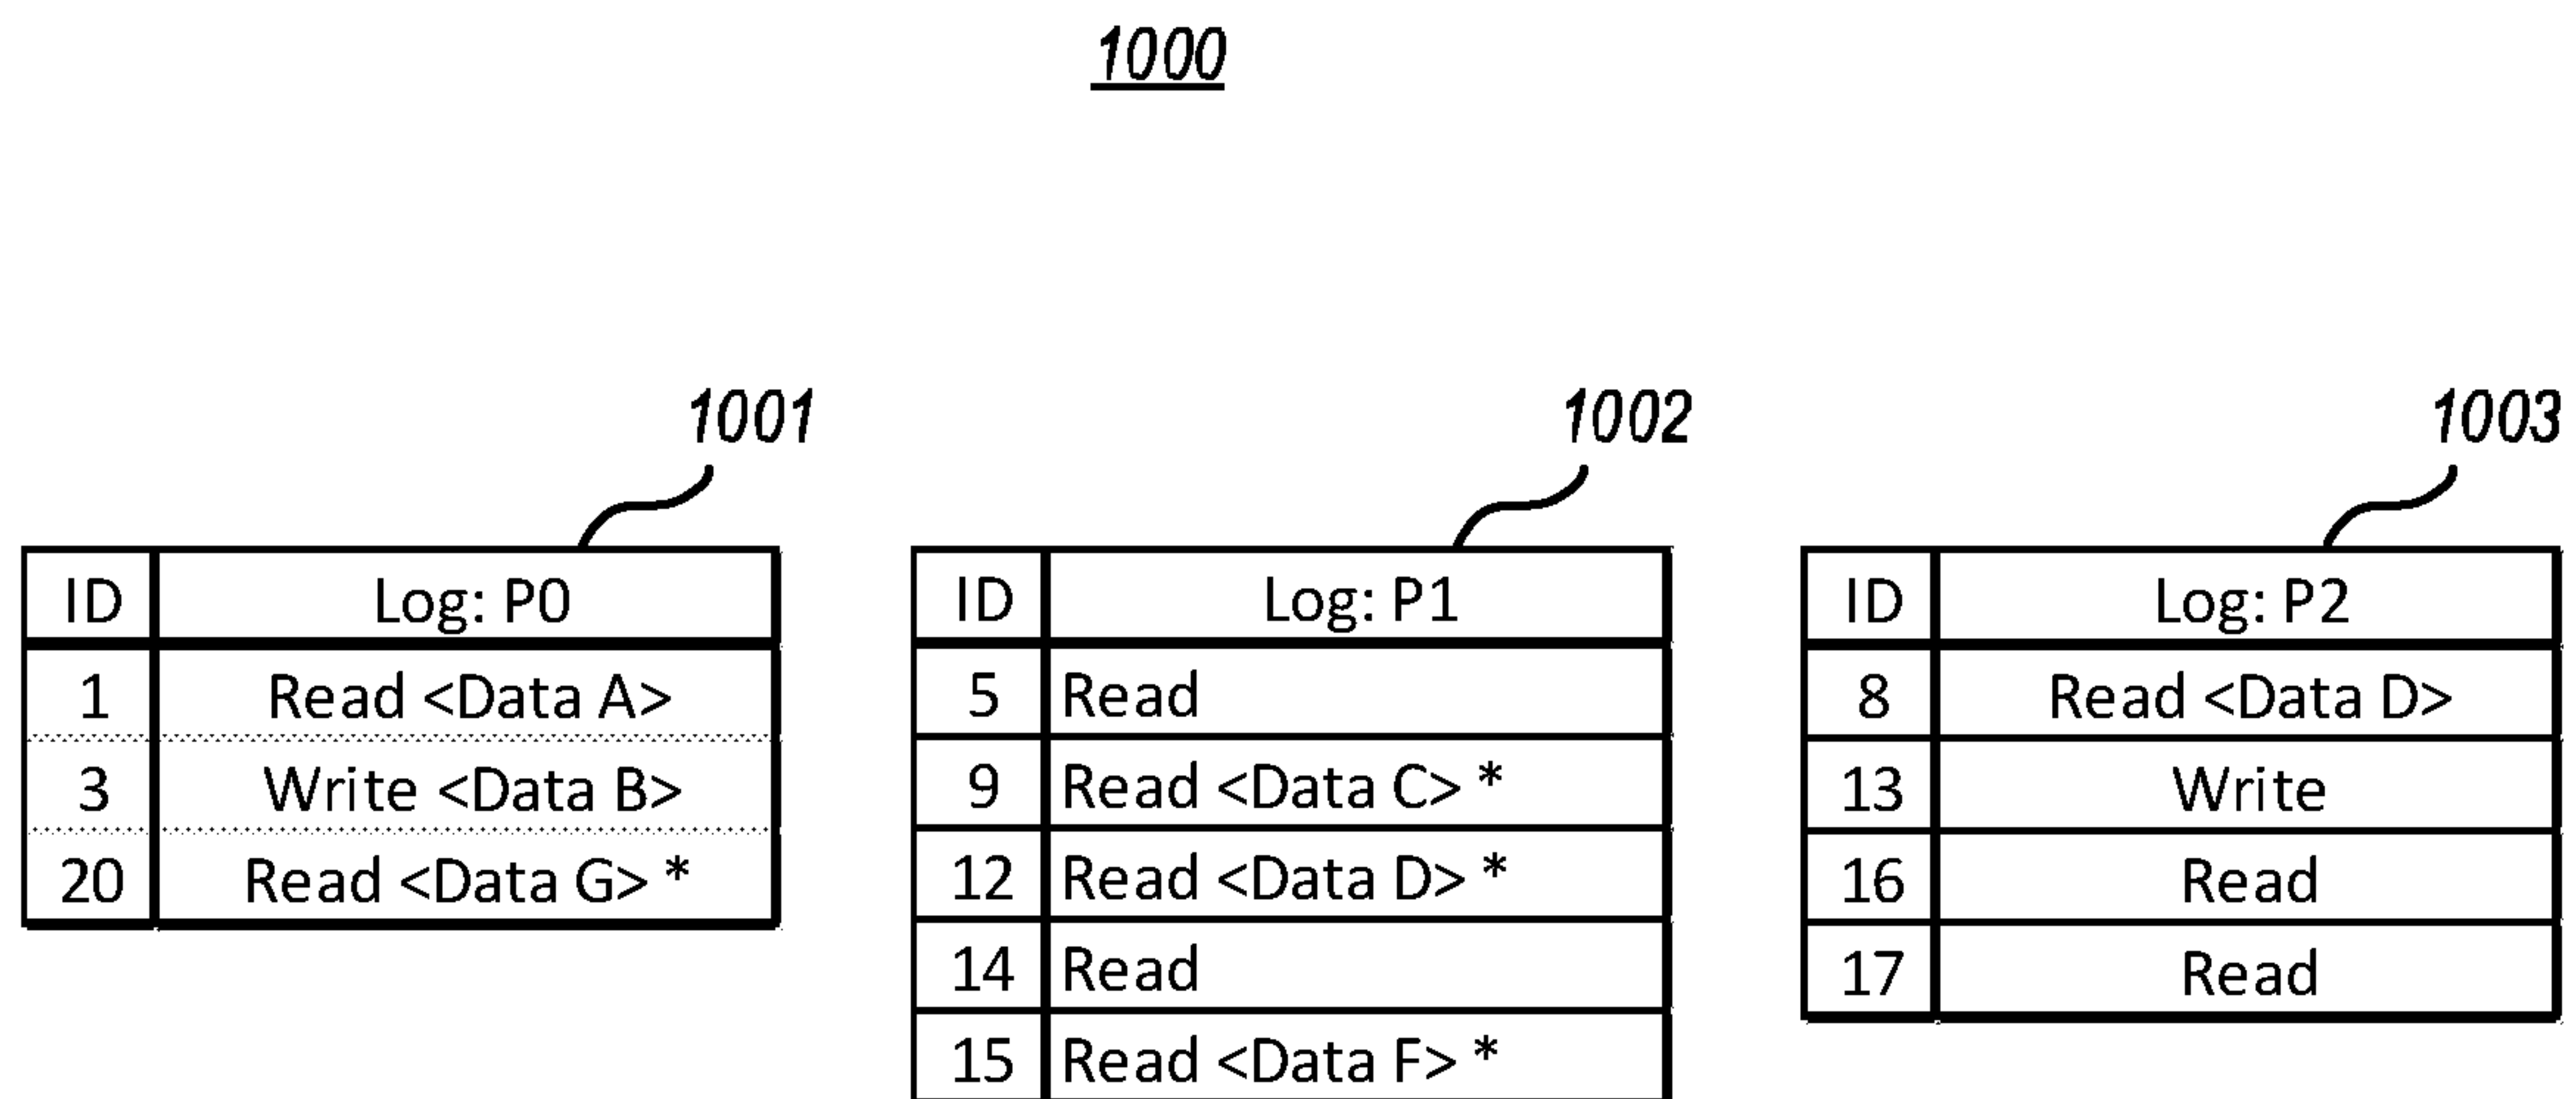 1000
1001
1002
1003
ID Log: P0
1 Read <Data A>
3 Write <Data B>
20 Read <Data G> *
ID Log: P1
5 Read
9 Read <Data C> *
12 Read <Data D> *
14 Read
15 Read <Data F> *
ID Log: P2
8 Read <Data D>
13 Write
16 Read
17 Read